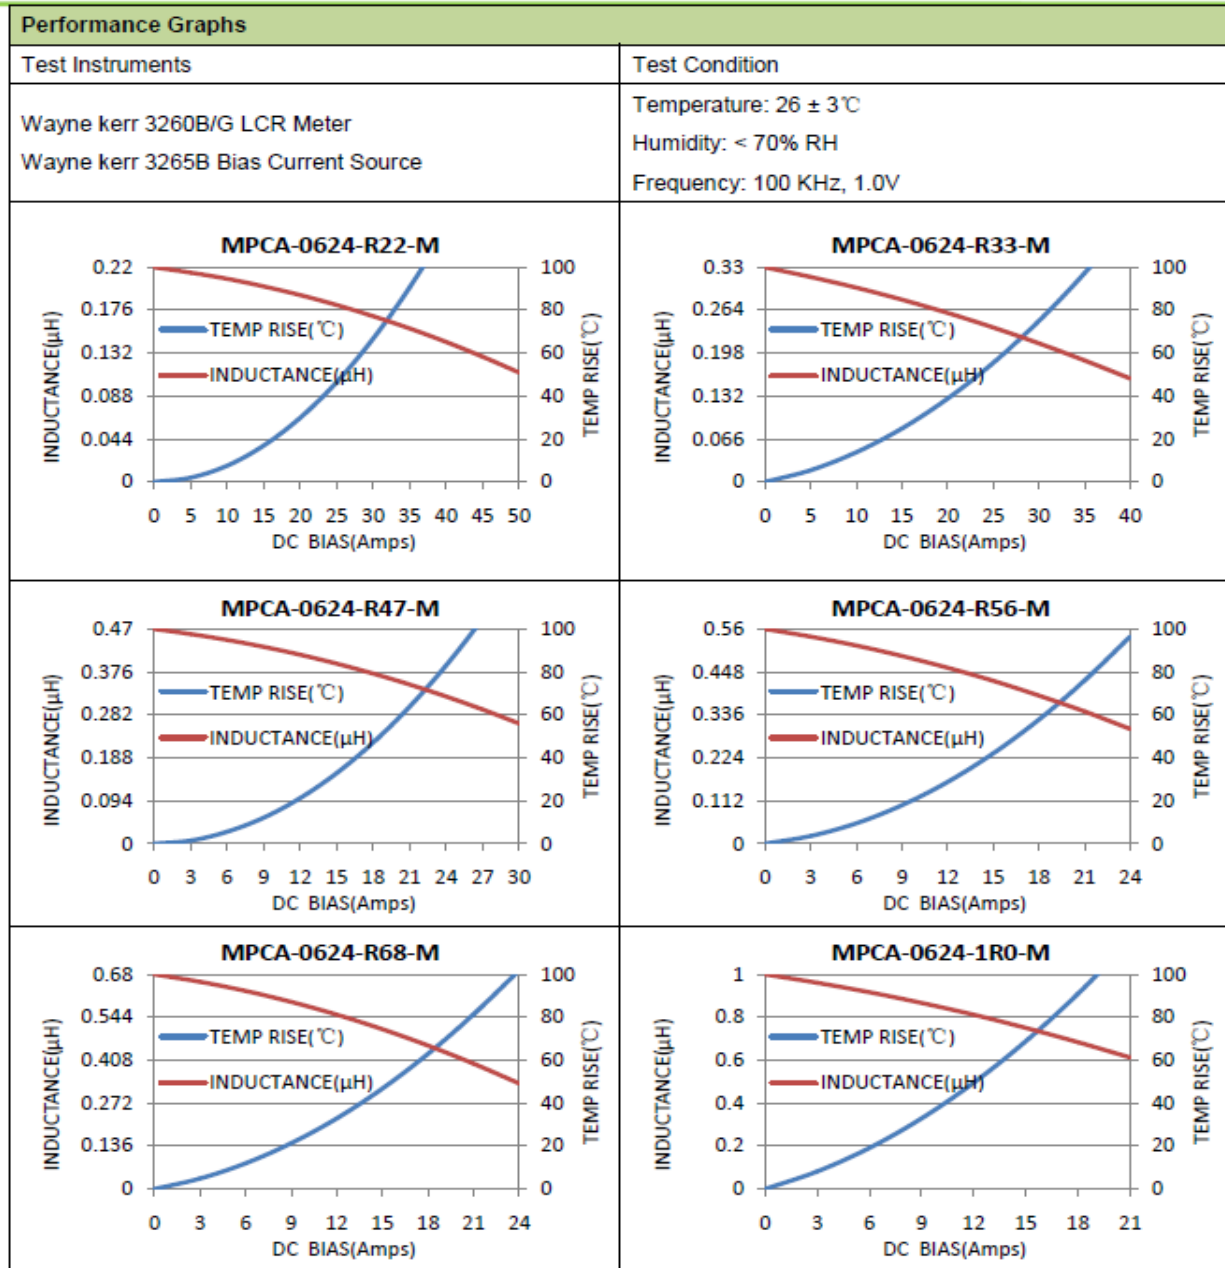 Performance Graphs
Test Instruments
Test Condition
Wayne kerr 3260B/G LCR Meter
Wayne kerr 3265B Bias Current Source
Temperature: 26 ± 3℃
Humidity: < 70% RH
Frequency: 100 KHz, 1.0V
MPCA-0624-R22-M
0.22
0.176
0.132
0.088
0.044
0
INDUCTANCE(μH)
TEMP RISE(℃)
INDUCTANCE(μH)
100
80
60
40
20
0
TEMP RISE(℃)
0 5 10 15 20 25 30 35 40 45 50
DC BIAS(Amps)
MPCA-0624-R33-M
0.33
0.264
0.198
0.132
0.066
0
INDUCTANCE(μH)
TEMP RISE(℃)
INDUCTANCE(μH)
100
80
60
40
20
0
TEMP RISE(℃)
0 5 10 15 20 25 30 35 40
DC BIAS(Amps)
MPCA-0624-R47-M
0.47
0.376
0.282
0.188
0.094
0
INDUCTANCE(μH)
TEMP RISE(℃)
INDUCTANCE(μH)
100
80
60
40
20
0
TEMP RISE(℃)
0 3 6 9 12 15 18 21 24 27 30
DC BIAS(Amps)
MPCA-0624-R56-M
0.56
0.448
0.336
0.224
0.112
0
INDUCTANCE(μH)
TEMP RISE(℃)
INDUCTANCE(μH)
100
80
60
40
20
0
TEMP RISE(℃)
0 3 6 9 12 15 18 21 24
DC BIAS(Amps)
MPCA-0624-R68-M
0.68
0.544
0.408
0.272
0.136
0
INDUCTANCE(μH)
TEMP RISE(℃)
INDUCTANCE(μH)
100
80
60
40
20
0
TEMP RISE(℃)
0 3 6 9 12 15 18 21 24
DC BIAS(Amps)
MPCA-0624-1R0-M
1
0.8
0.6
0.4
0.2
0
INDUCTANCE(μH)
TEMP RISE(℃)
INDUCTANCE(μH)
100
80
60
40
20
0
TEMP RISE(℃)
0 3 6 9 12 15 18 21
DC BIAS(Amps)